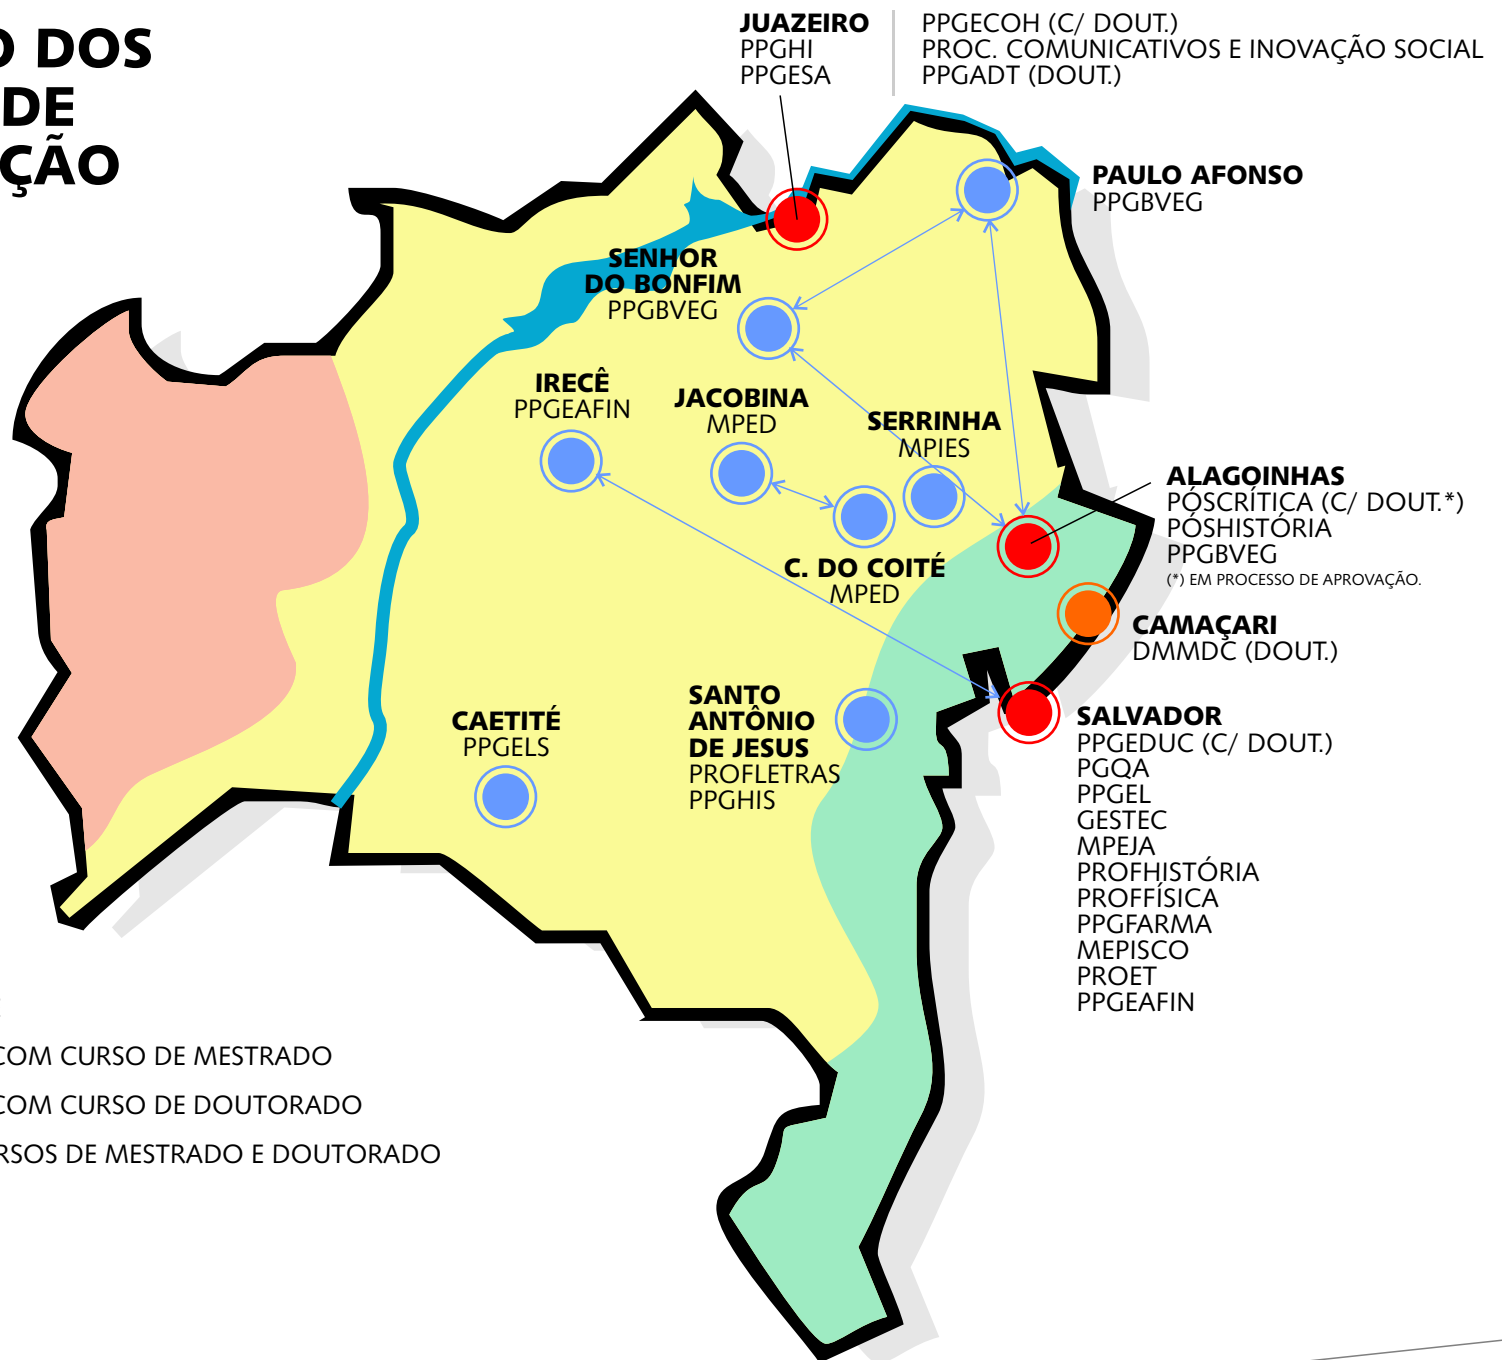 O DOS
DE
ÇÃO
JUAZEIRO
PPGHI
PPGESA
PPGECOH (C/ DOUT.)
PROC. COMUNICATIVOS E INOVAÇÃO SOCIAL
PPGADT (DOUT.)
PAULO AFONSO
PPGBVEG
SENHOR
DO BONFIM
PPGBVEG
IRECÊ
PPGEAFIN
JACOBINA
MPED
SERRINHA
MPIES
C. DO COITÉ
MPED
ALAGOINHAS
PÓSCRÍTICA (C/ DOUT.*)
PÓSHISTÓRIA
PPGBVEG
(*) EM PROCESSO DE APROVAÇÃO.
CAMAÇARI
DMMDC (DOUT.)
SANTO
ANTÔNIO
DE JESUS
PROFLETRAS
PPGHIS
CAETITÉ
PPGELS
SALVADOR
PPGEDUC (C/ DOUT.)
PGQA
PPGEL
GESTEC
MPEJA
PROFHISTÓRIA
PROFFÍSICA
PPGFARMA
MEPISCO
PROET
PPGEAFIN
COM CURSO DE MESTRADO
COM CURSO DE DOUTORADO
RSOS DE MESTRADO E DOUTORADO